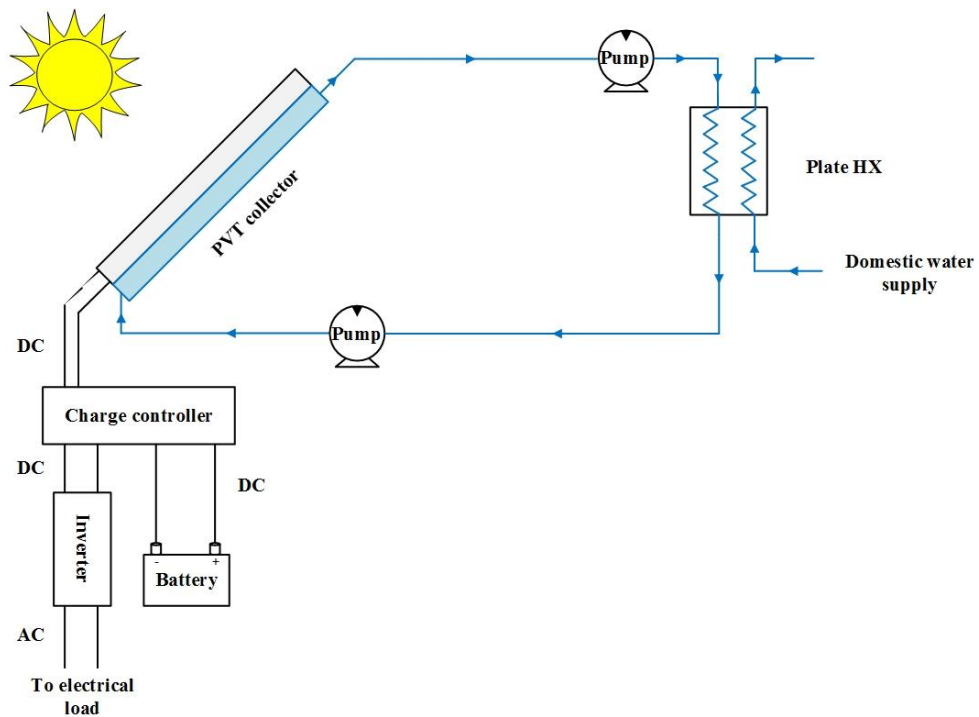 Pump
Plate HX
PVT collector
Domestic water
supply
Pump
DC
Charge controller
DC
DC
Inverter
- +
Battery
AC
To electrical
load